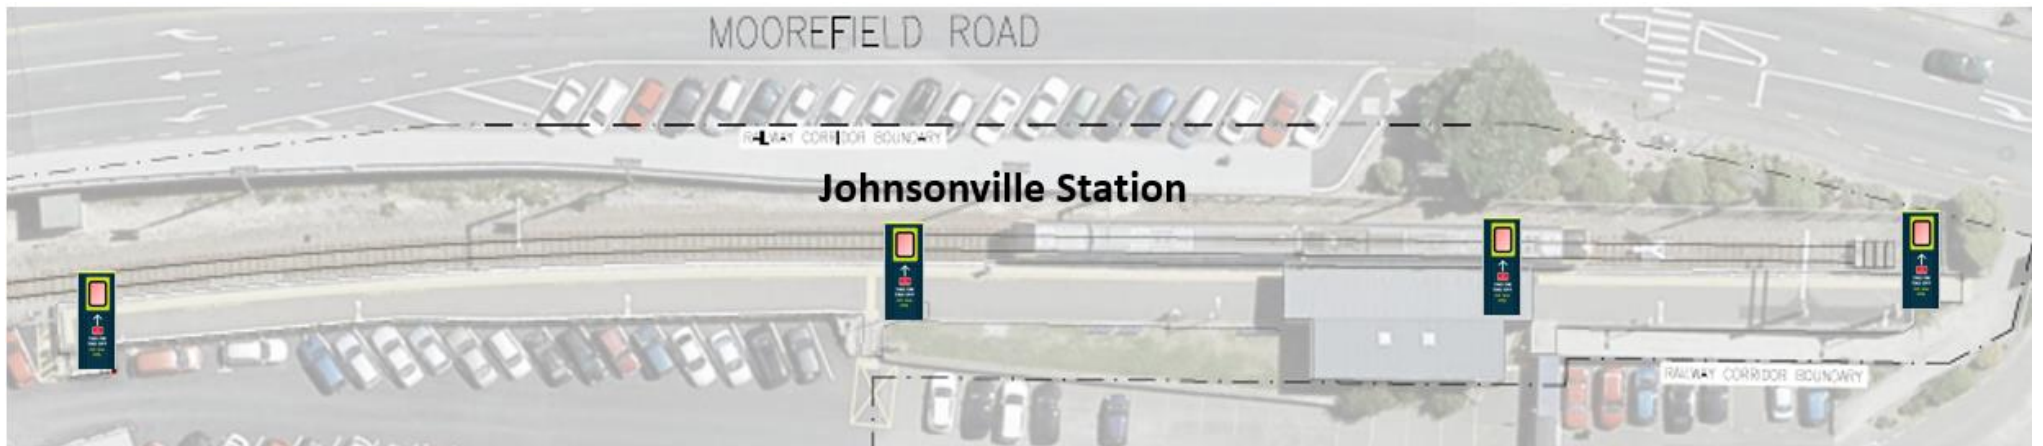 MOOREFIELD ROAD
RAILWAY CORRIDOR BOUNDARY
Johnsonville Station
RAILWAY CORRIDOR BOUNDARY